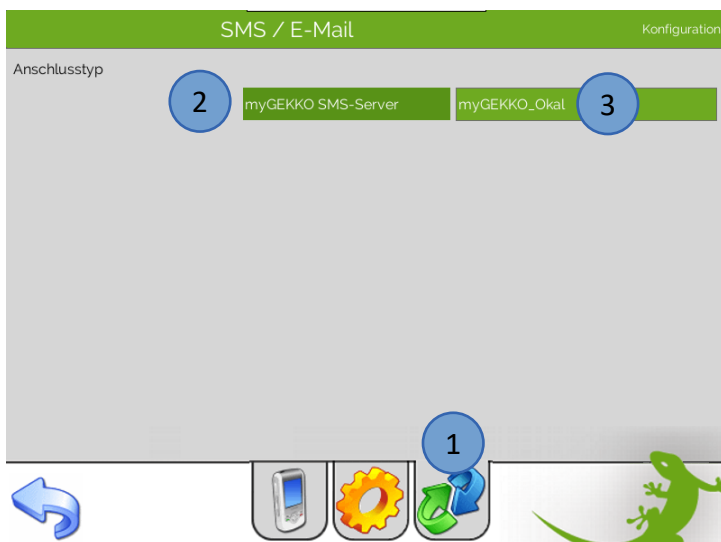 SMS / E-Mail
Konfiguration
Anschlusstyp
2
myGEKKO SMS-Server
myGEKKO_Okal
3
1